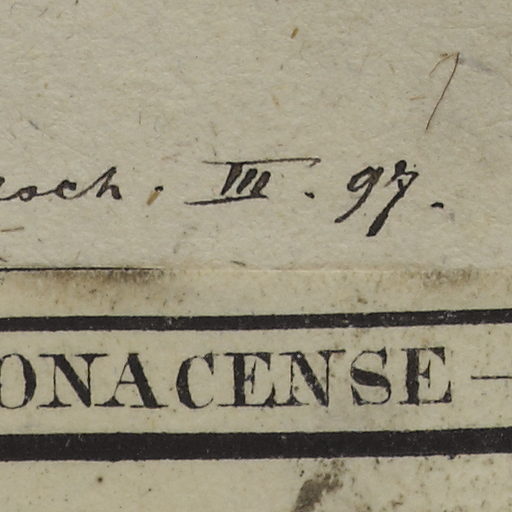 och. III. 97.
ONACENSE —